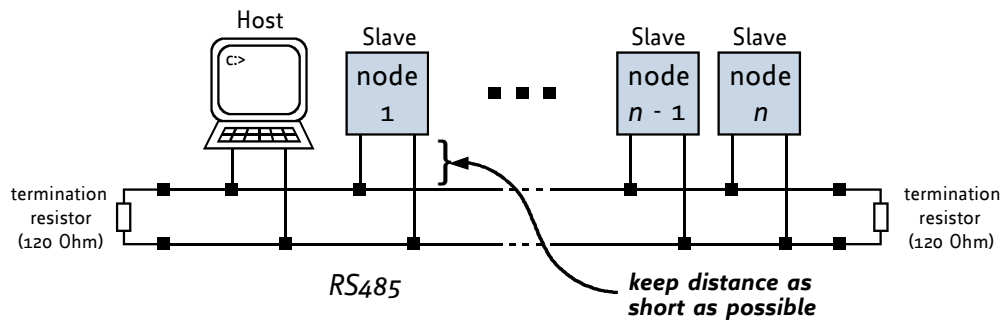 Host
C:>
Slave
node
1
Slave
node
n - 1
Slave
node
n
termination
resistor
(120 Ohm)
termination
resistor
(120 Ohm)
RS485
keep distance as
short as possible